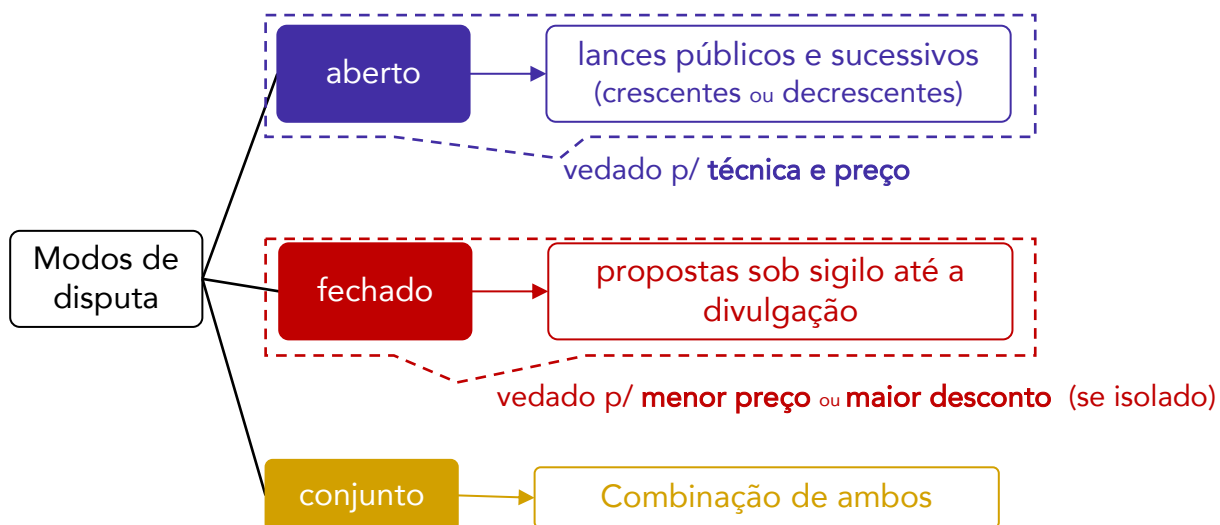 aberto
lances públicos e sucessivos
(crescentes ou decrescentes)
vedado p/ técnica e preço
Modos de
disputa
fechado
propostas sob sigilo até a
divulgação
vedado p/ menor preço ou maior desconto (se isolado)
conjunto
Combinação de ambos